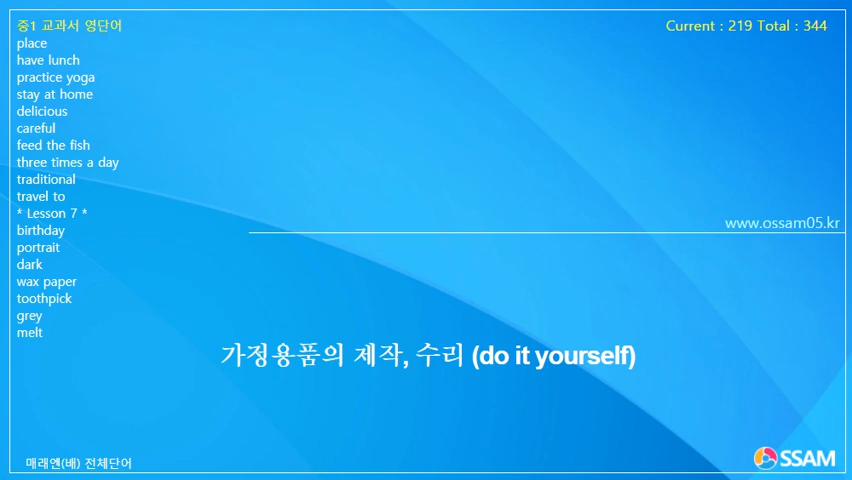 중1 교과서 영단어
Current : 219 Total : 344
place
have lunch
practice yoga
stay at home
delicious
careful
feed the fish
three times a day
traditional
travel to
* Lesson 7 *
birthday
portrait
dark
wax paper
toothpick
grey
melt
www.ossam05.kr
가정용품의 제작, 수리 (do it yourself)
매래엔(배) 전체단어
OSSAM